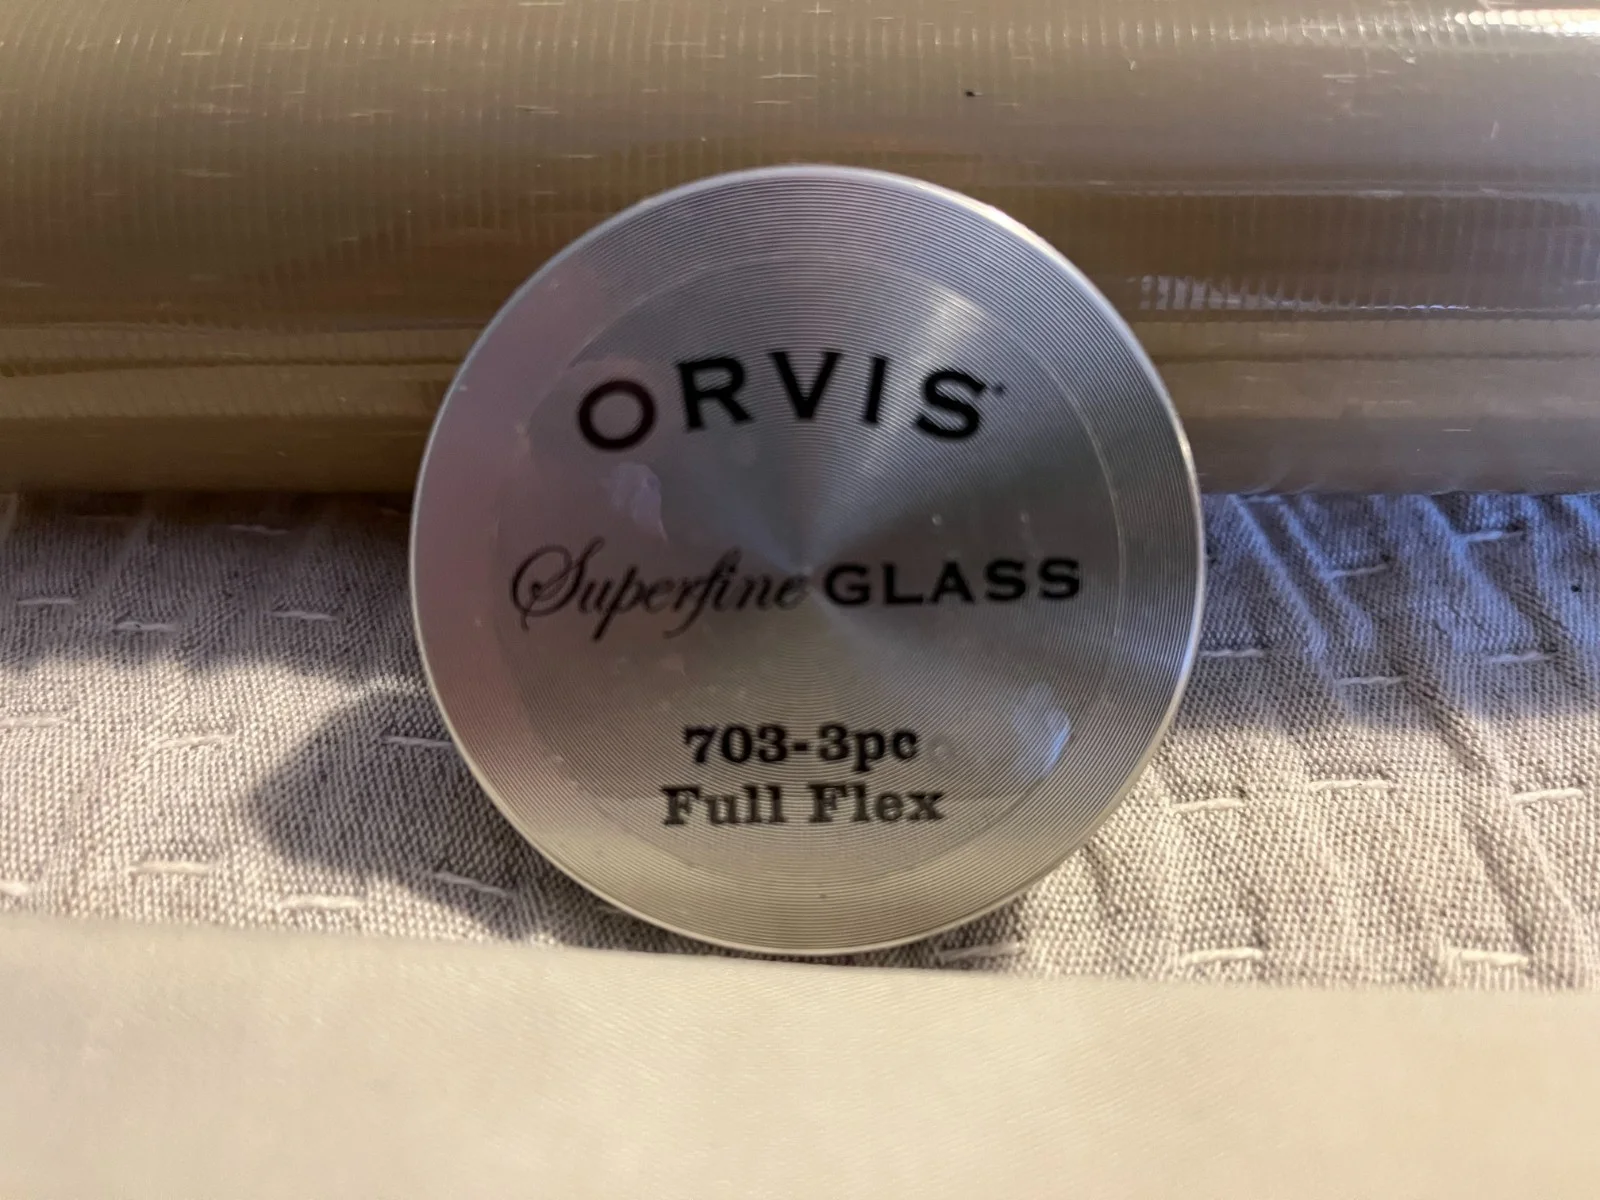 ORVIS
Superfine GLASS
703-3pc
Full Flex